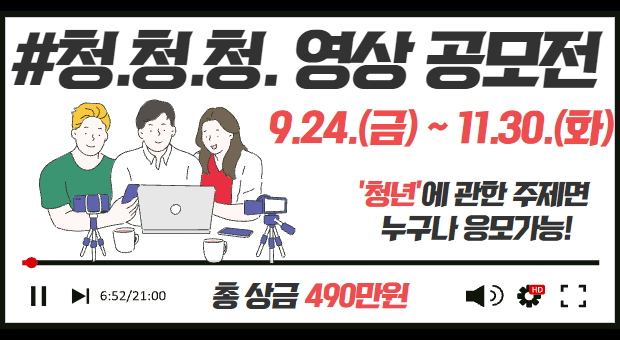 #청.청.청. 영상 공모전
9.24.(금) ~ 11.30.(화)
'청년'에 관한 주제면
누구나 응모가능!
6:52/21:00
총 상금 490만원
HD